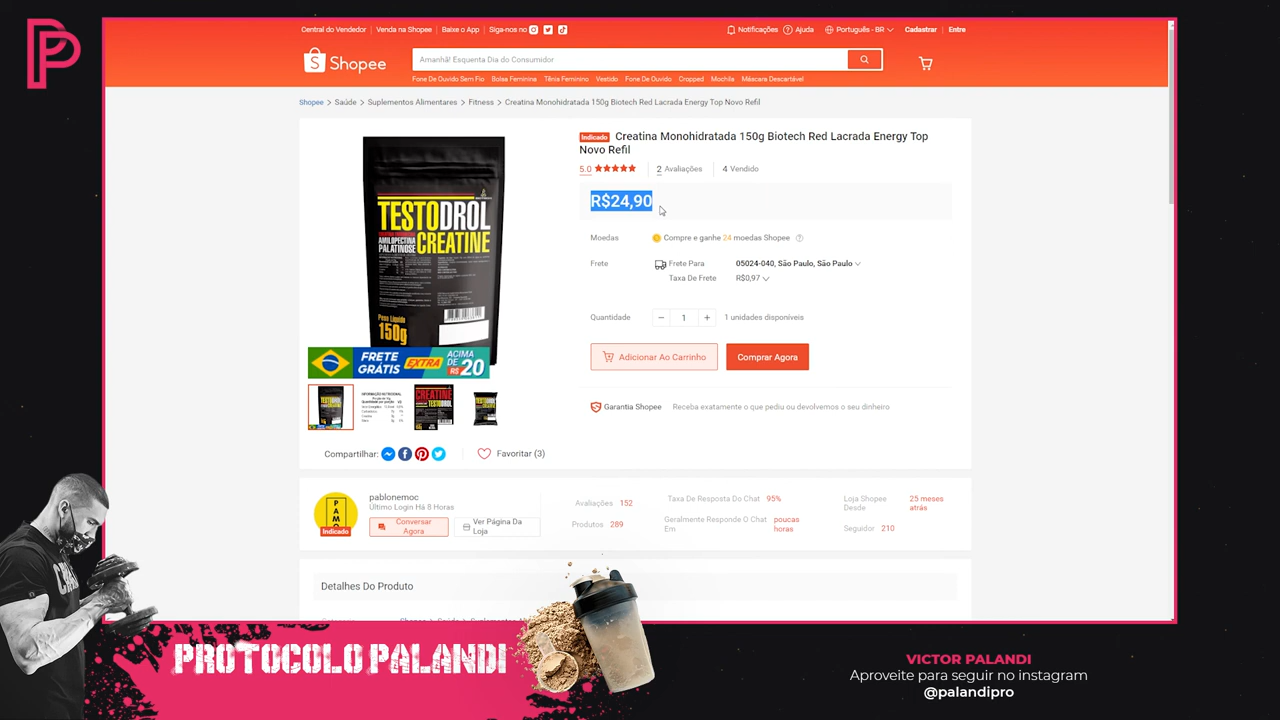 Central do Vendedor | Venda na Shopee | Baixe o App | Siga-nos no
Notificações Ajuda Português - BR Cadastrar | Entre
Shopee
Amanhã! Esquenta Dia do Consumidor
Fone De Ouvido Sem Fio Bolsa Feminina Tênis Feminino Vestido Fone De Ouvido Cropped Mochila Máscara Descartável
Shopee > Saúde > Suplementos Alimentares > Fitness > Creatina Monohidratada 150g Biotech Red Lacrada Energy Top Novo Refil
Indicado Creatina Monohidratada 150g Biotech Red Lacrada Energy Top
Novo Refil
5.0 2 Avaliações 4 Vendido
R$24,90
Moedas Compre e ganhe 24 moedas Shopee
Frete Frete Para 05024-040, São Paulo, São Paulo
Taxa De Frete R$0,97
Quantidade − 1 + 1 unidades disponíveis
Adicionar Ao Carrinho Comprar Agora
Garantia Shopee Receba exatamente o que pediu ou devolvemos o seu dinheiro
TESTODROL
AMILOPECTINA
PALATINOSE
CREATINE
Peso Líquido
150g
FRETE
GRÁTIS EXTRA ACIMA
DE R$ 20
Compartilhar: Favoritar (3)
pablonemoc
Último Login Há 8 Horas
Indicado
Conversar
Agora
Ver Página Da
Loja
Avaliações 152
Produtos 289
Taxa De Resposta Do Chat 95%
Geralmente Responde O Chat
Em poucas
horas
Loja Shopee
Desde 25 meses
atrás
Seguidor 210
Detalhes Do Produto
PROTOCOLO PALANDI
VICTOR PALANDI
Aproveite para seguir no instagram
@palandipro